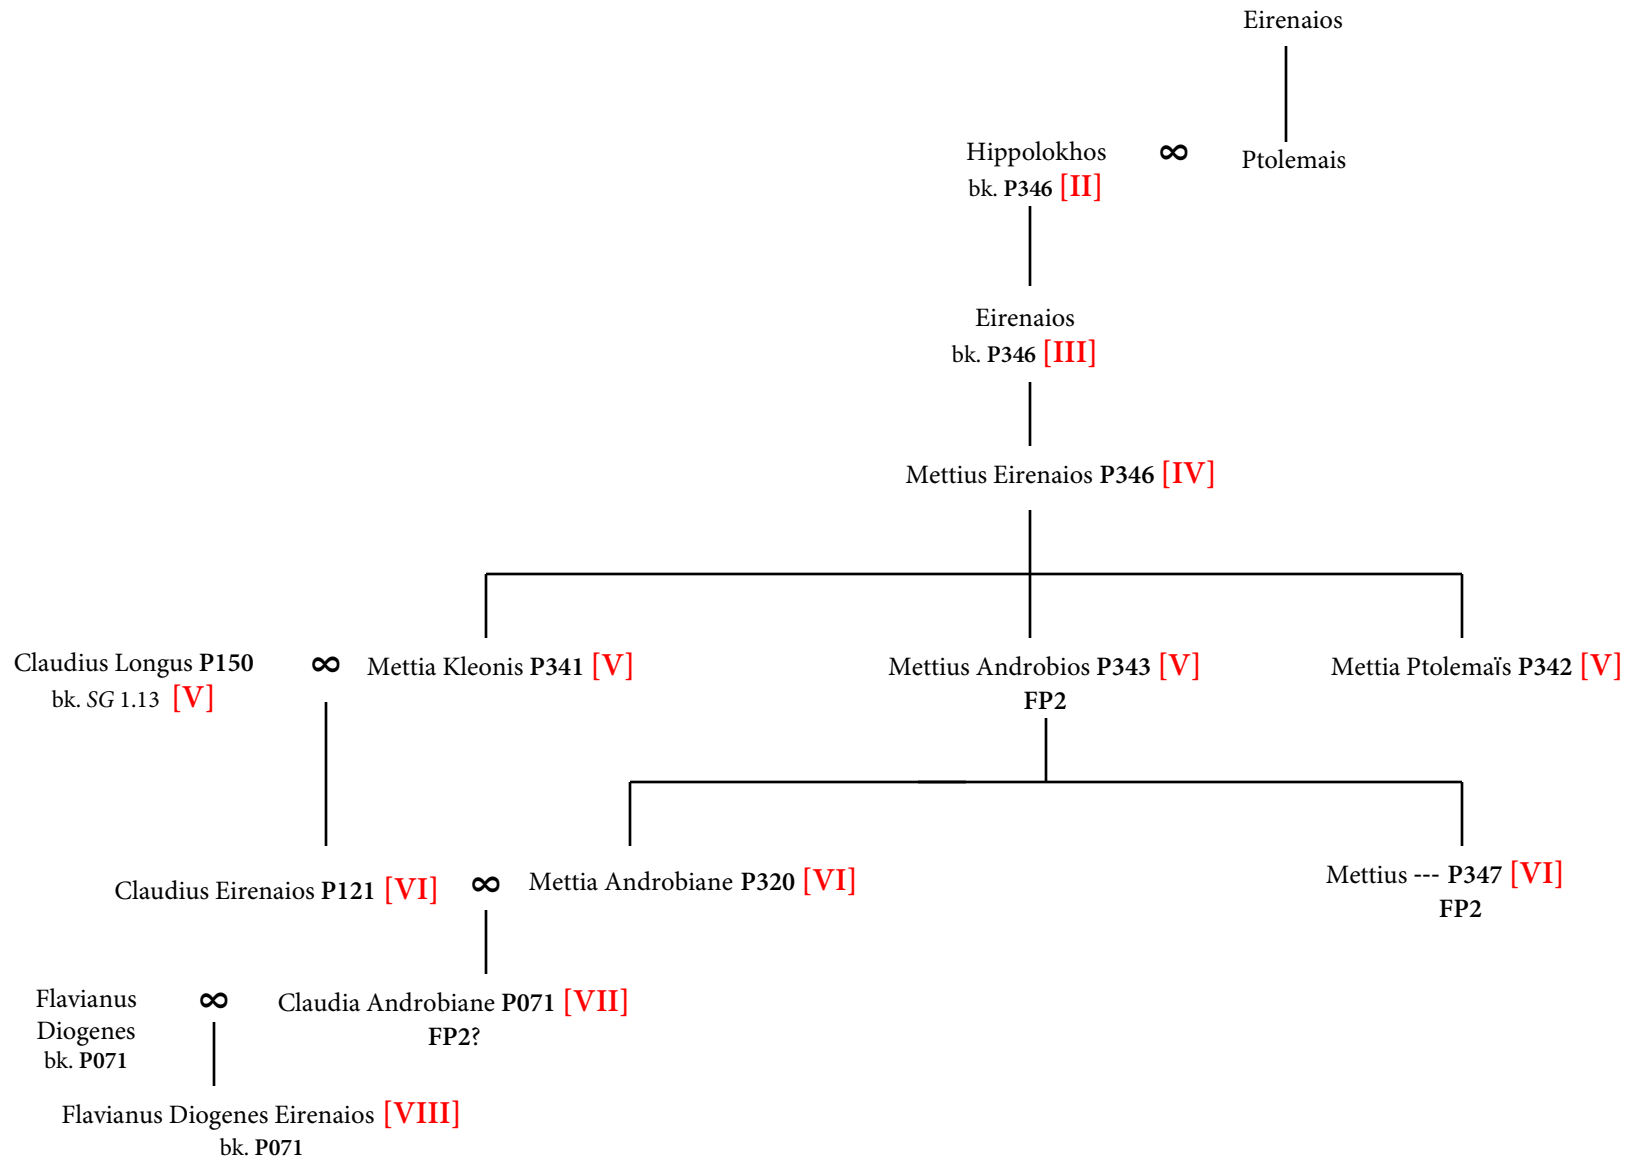 Eirenaios
Hippolokhos ∞ Ptolemais
bk. P346 [II]
Eirenaios
bk. P346 [III]
Mettius Eirenaios P346 [IV]
Claudius Longus P150 ∞ Mettia Kleonis P341 [V] Mettius Androbios P343 [V] Mettia Ptolemaïs P342 [V]
bk. SG 1.13 [V] FP2
Claudius Eirenaios P121 [VI] ∞ Mettia Androbiane P320 [VI] Mettius --- P347 [VI]
FP2
Flavianus ∞ Claudia Androbiane P071 [VII]
Diogenes FP2?
bk. P071
Flavianus Diogenes Eirenaios [VIII]
bk. P071